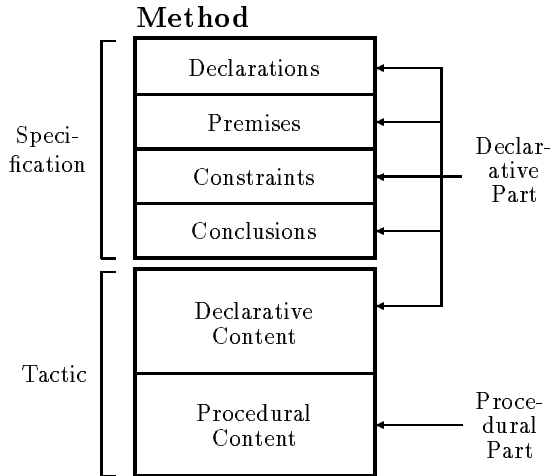 Method
Declarations
Premises
Constraints
Conclusions
Speci-
fication
Declar-
ative
Part
Declarative
Content
Tactic
Procedural
Content
Proce-
dural
Part